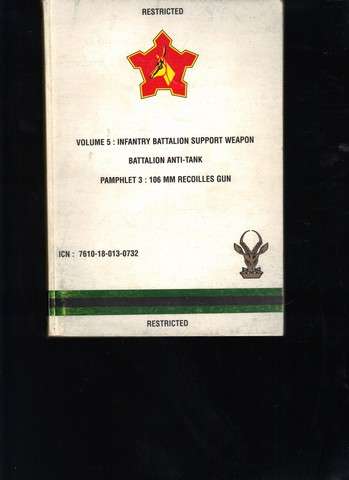 RESTRICTED
VOLUME 5 : INFANTRY BATTALION SUPPORT WEAPON
BATTALION ANTI-TANK
PAMPHLET 3 : 106 MM RECOILLES GUN
ICN : 7610-18-013-0732
RESTRICTED